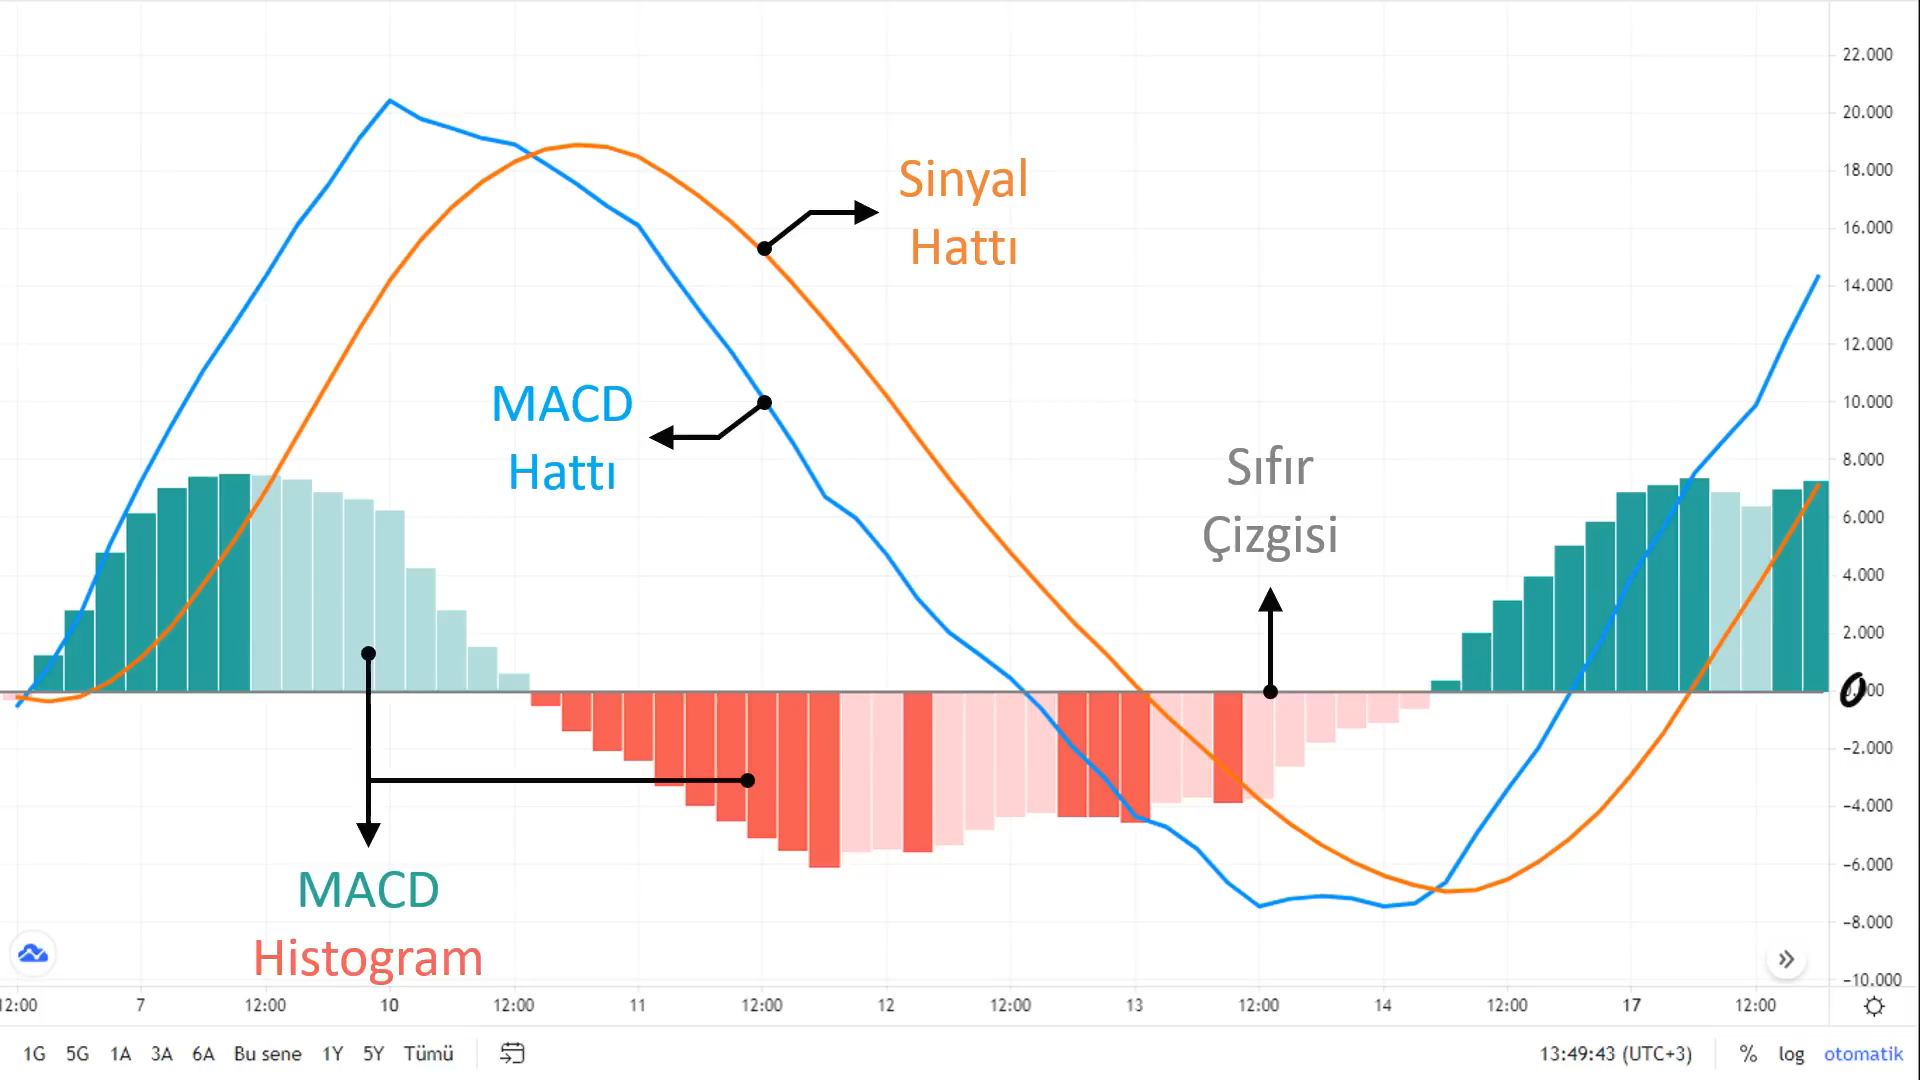 22.000
20.000
18.000
16.000
14.000
12.000
10.000
8.000
6.000
4.000
2.000
0
−2.000
−4.000
−6.000
−8.000
−10.000
Sinyal
Hattı
MACD
Hattı
Sıfır
Çizgisi
MACD
Histogram
12:00 7 12:00 10 12:00 11 12:00 12 12:00 13 12:00 14 12:00 17 12:00
1G 5G 1A 3A 6A Bu sene 1Y 5Y Tümü 13:49:43 (UTC+3) % log otomatik